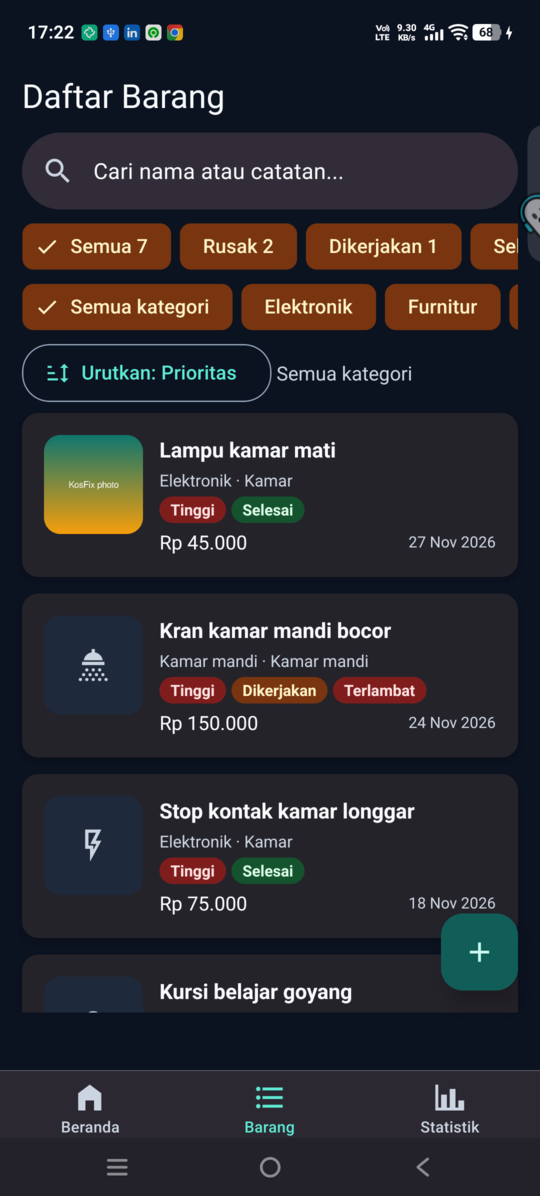 17:22
Vo) LTE 9.30 KB/s 4G 68
Daftar Barang
Cari nama atau catatan...
Semua 7 Rusak 2 Dikerjakan 1 Sel
Semua kategori Elektronik Furnitur
Urutkan: Prioritas Semua kategori
KosFix photo
Lampu kamar mati
Elektronik · Kamar
Tinggi Selesai
Rp 45.000 27 Nov 2026
Kran kamar mandi bocor
Kamar mandi · Kamar mandi
Tinggi Dikerjakan Terlambat
Rp 150.000 24 Nov 2026
Stop kontak kamar longgar
Elektronik · Kamar
Tinggi Selesai
Rp 75.000 18 Nov 2026
Kursi belajar goyang
Beranda Barang Statistik